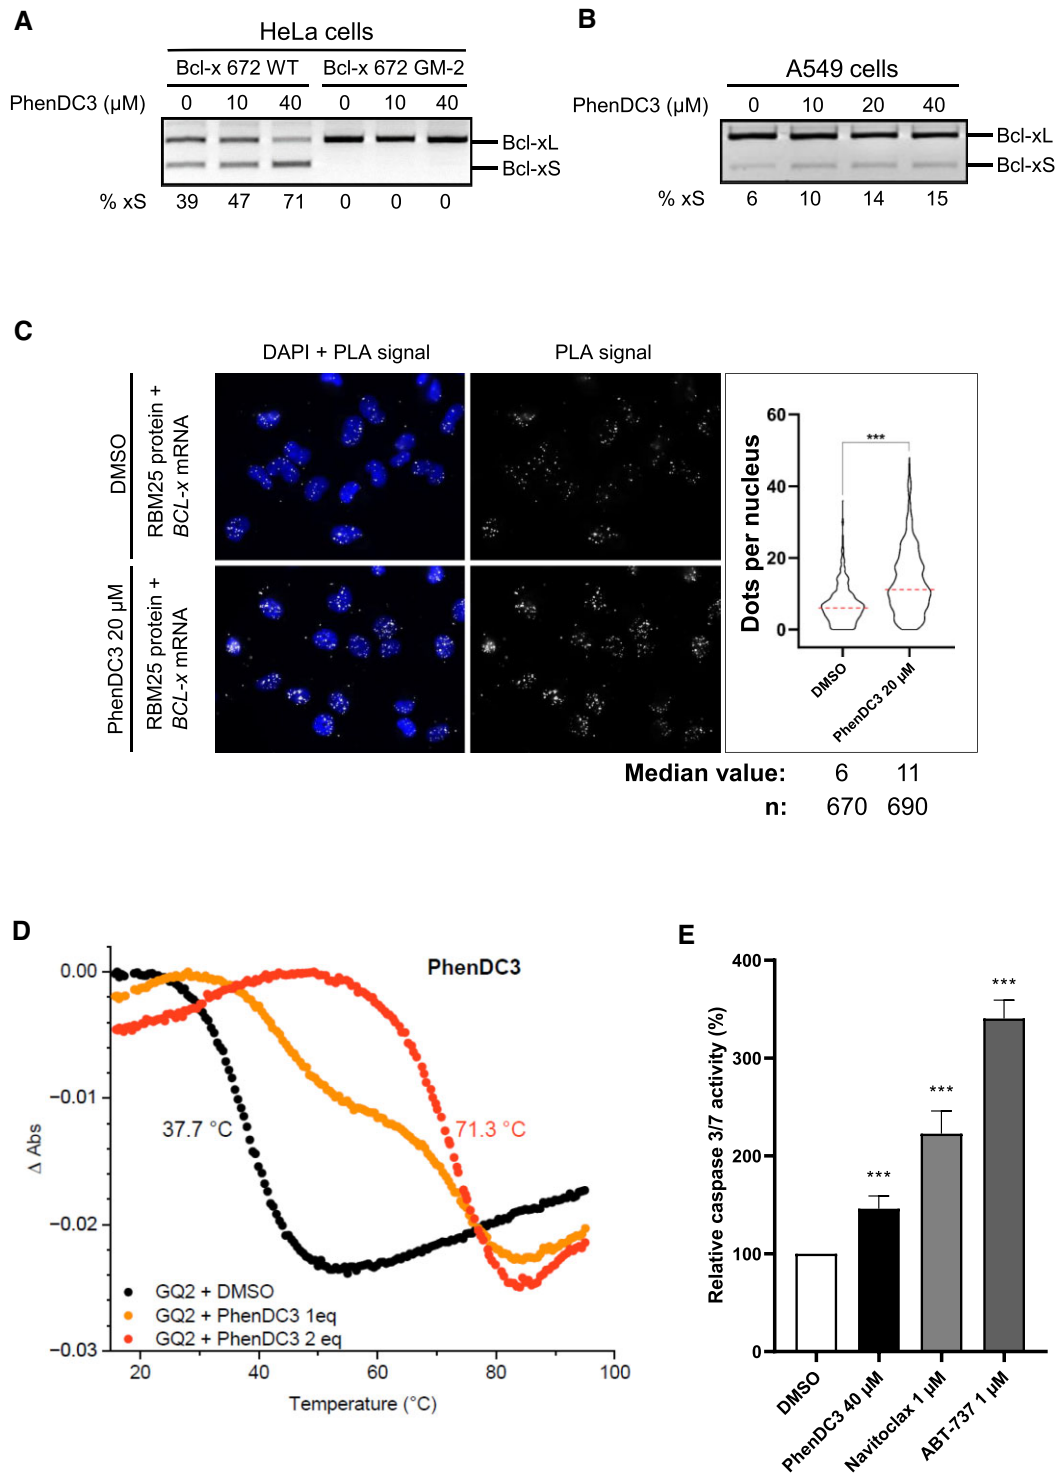 A
HeLa cells
Bcl-x 672 WT Bcl-x 672 GM-2
PhenDC3 (µM) 0 10 40 0 10 40
Bcl-xL
Bcl-xS
% xS 39 47 71 0 0 0
B
A549 cells
PhenDC3 (µM) 0 10 20 40
Bcl-xL
Bcl-xS
% xS 6 10 14 15
C
DAPI + PLA signal PLA signal
DMSO
RBM25 protein +
BCL-x mRNA
PhenDC3 20 µM
RBM25 protein +
BCL-x mRNA
Dots per nucleus
60
40
20
0
***
DMSO
PhenDC3 20 µM
Median value: 6 11
n: 670 690
D
PhenDC3
Δ Abs
0.00
−0.01
−0.02
−0.03
37.7 °C
71.3 °C
GQ2 + DMSO
GQ2 + PhenDC3 1eq
GQ2 + PhenDC3 2 eq
20 40 60 80 100
Temperature (°C)
E
Relative caspase 3/7 activity (%)
400
300
200
100
0
***
***
***
DMSO
PhenDC3 40 µM
Navitoclax 1 µM
ABT-737 1 µM